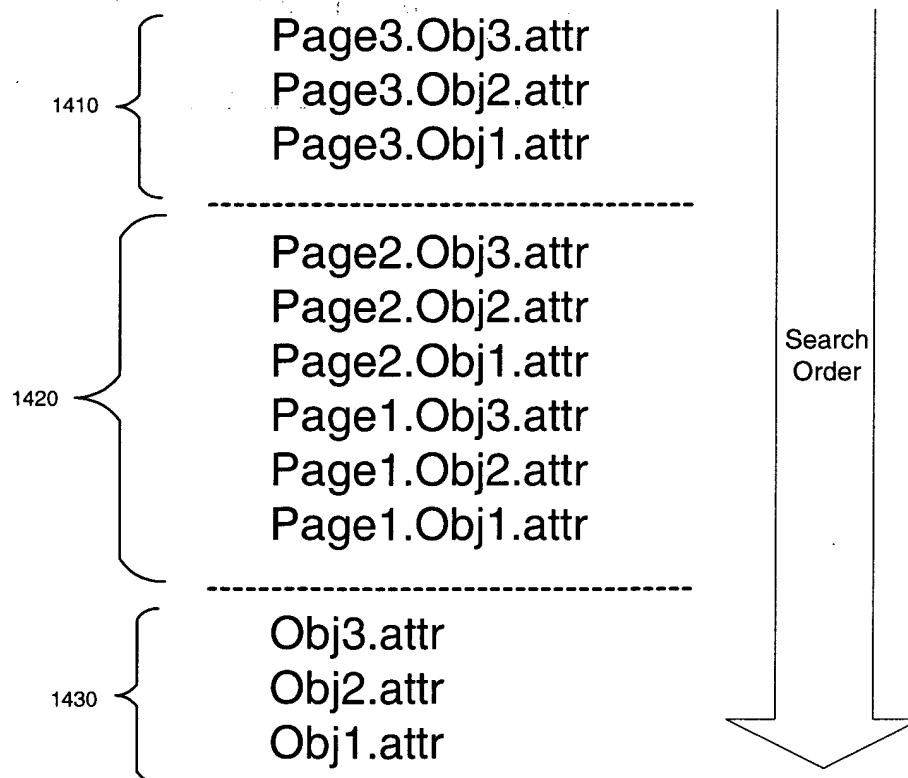 1410
Page3.Obj3.attr
Page3.Obj2.attr
Page3.Obj1.attr
1420
Page2.Obj3.attr
Page2.Obj2.attr
Page2.Obj1.attr
Page1.Obj3.attr
Page1.Obj2.attr
Page1.Obj1.attr
1430
Obj3.attr
Obj2.attr
Obj1.attr
Search
Order